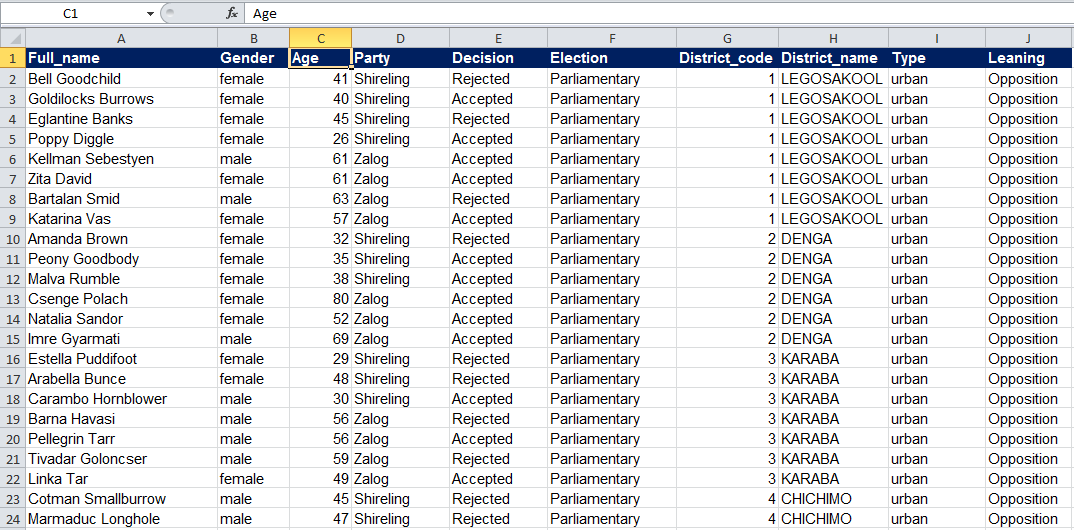 C1 fx Age
A B C D E F G H I J
1 Full_name Gender Age Party Decision Election District_code District_name Type Leaning
2 Bell Goodchild female 41 Shireling Rejected Parliamentary 1 LEGOSAKOOL urban Opposition
3 Goldilocks Burrows female 40 Shireling Accepted Parliamentary 1 LEGOSAKOOL urban Opposition
4 Eglantine Banks female 45 Shireling Rejected Parliamentary 1 LEGOSAKOOL urban Opposition
5 Poppy Diggle female 26 Shireling Accepted Parliamentary 1 LEGOSAKOOL urban Opposition
6 Kellman Sebestyen male 61 Zalog Accepted Parliamentary 1 LEGOSAKOOL urban Opposition
7 Zita David female 61 Zalog Accepted Parliamentary 1 LEGOSAKOOL urban Opposition
8 Bartalan Smid male 63 Zalog Rejected Parliamentary 1 LEGOSAKOOL urban Opposition
9 Katarina Vas female 57 Zalog Accepted Parliamentary 1 LEGOSAKOOL urban Opposition
10 Amanda Brown female 32 Shireling Rejected Parliamentary 2 DENGA urban Opposition
11 Peony Goodbody female 35 Shireling Accepted Parliamentary 2 DENGA urban Opposition
12 Malva Rumble female 38 Shireling Accepted Parliamentary 2 DENGA urban Opposition
13 Csenge Polach female 80 Zalog Accepted Parliamentary 2 DENGA urban Opposition
14 Natalia Sandor female 52 Zalog Accepted Parliamentary 2 DENGA urban Opposition
15 Imre Gyarmati male 69 Zalog Accepted Parliamentary 2 DENGA urban Opposition
16 Estella Puddifoot female 29 Shireling Rejected Parliamentary 3 KARABA urban Opposition
17 Arabella Bunce female 48 Shireling Rejected Parliamentary 3 KARABA urban Opposition
18 Carambo Hornblower male 30 Shireling Accepted Parliamentary 3 KARABA urban Opposition
19 Barna Havasi male 56 Zalog Rejected Parliamentary 3 KARABA urban Opposition
20 Pellegrin Tarr male 56 Zalog Accepted Parliamentary 3 KARABA urban Opposition
21 Tivadar Goloncser male 59 Zalog Rejected Parliamentary 3 KARABA urban Opposition
22 Linka Tar female 49 Zalog Accepted Parliamentary 3 KARABA urban Opposition
23 Cotman Smallburrow male 45 Shireling Rejected Parliamentary 4 CHICHIMO urban Opposition
24 Marmaduc Longhole male 47 Shireling Rejected Parliamentary 4 CHICHIMO urban Opposition